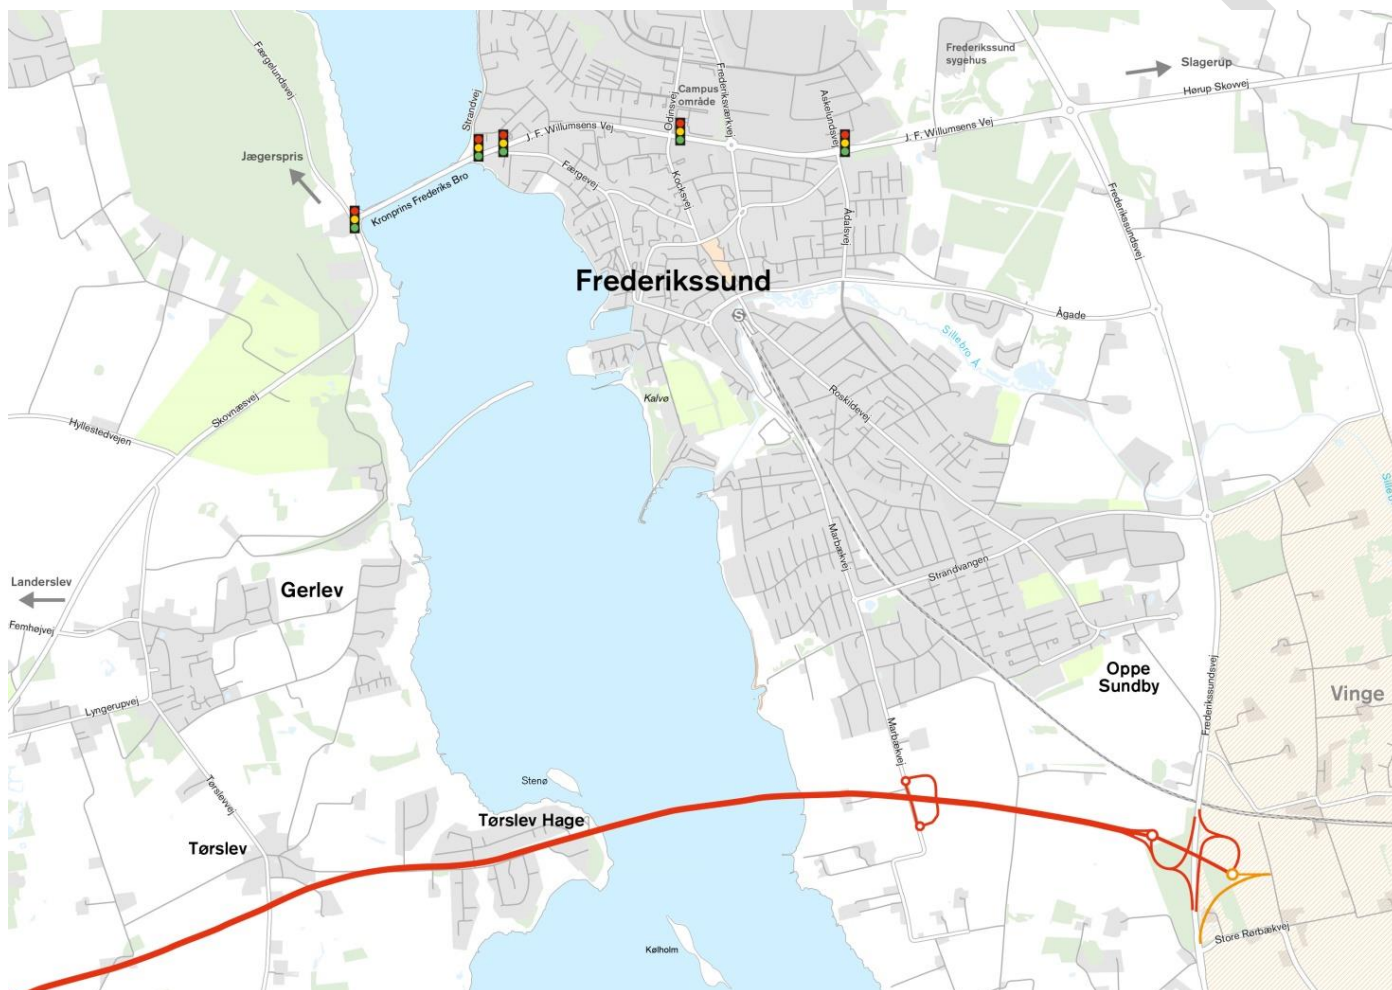 Færgelundsvej
Jægerspris
Strandvej
Kronprins Frederiks Bro
J. F. Willumsens Vej
Færgevej
Odinsvej
Campus
område
Frederiksværkvej
Kocksvej
Askelundsvej
Ådalsvej
J. F. Willumsens Vej
Frederikssund
sygehus
Slagerup
Hørup Skovvej
Frederikssundsvej
Frederikssund
S
Ågade
Sillebro Å
Kalvø
Roskildevej
Skovnæsvej
Hyllestedvejen
Landerslev
Gerlev
Femhøjvej
Marbækvej
Strandvangen
Oppe
Sundby
Frederikssundsvej
Vinge
Lyngerupvej
Marbækvej
Tørslevvej
Stenø
Tørslev Hage
Tørslev
Kølholm
Store Rørbækvej